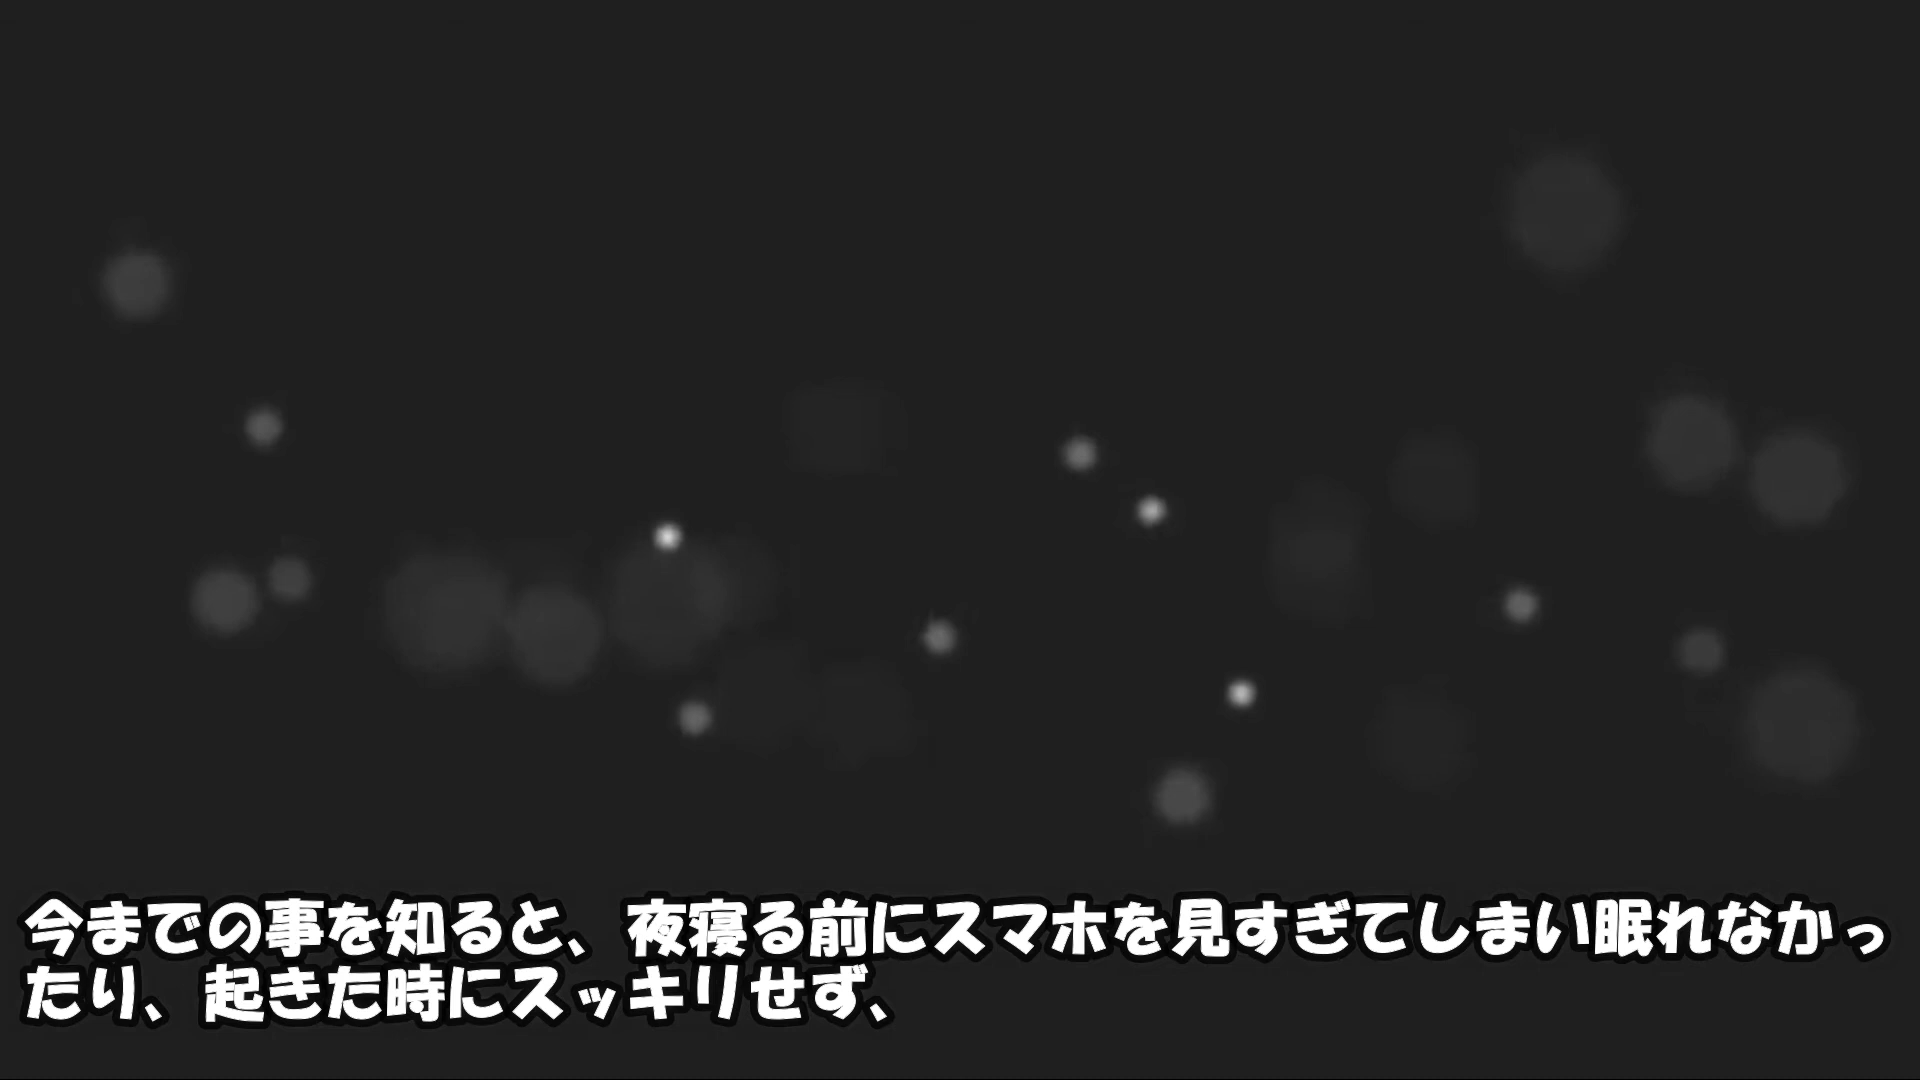 今までの事を知ると、夜寝る前にスマホを見すぎてしまい眠れなかっ
たり、起きた時にスッキリせず、